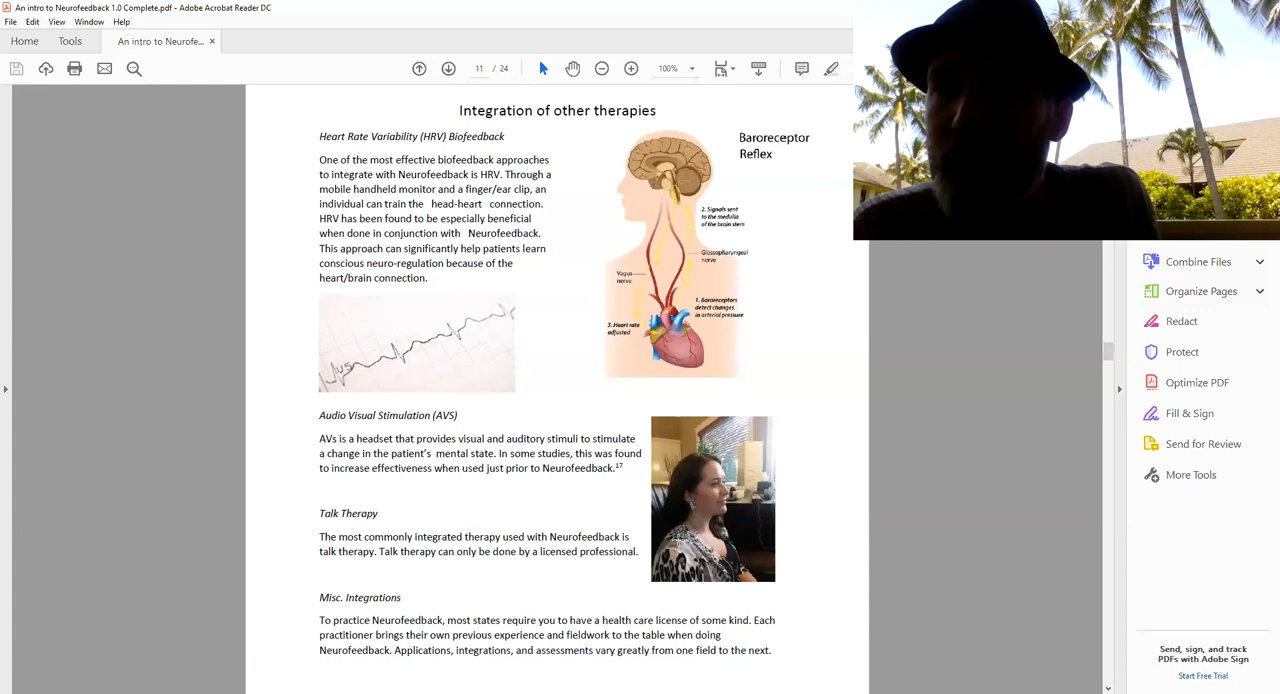 An intro to Neurofeedback 1.0 Complete.pdf - Adobe Acrobat Reader DC
File Edit View Window Help
Home Tools An intro to Neurofe... ×
11 / 24 100%
Integration of other therapies
Heart Rate Variability (HRV) Biofeedback
One of the most effective biofeedback approaches
to integrate with Neurofeedback is HRV. Through a
mobile handheld monitor and a finger/ear clip, an
individual can train the head-heart connection.
HRV has been found to be especially beneficial
when done in conjunction with Neurofeedback.
This approach can significantly help patients learn
conscious neuro-regulation because of the
heart/brain connection.
Baroreceptor
Reflex
2. Signals sent
to the medulla
of the brain stem
Glossopharyngeal
nerve
Vagus
nerve
1. Baroreceptors
detect changes
in arterial pressure
3. Heart rate
adjusted
Audio Visual Stimulation (AVS)
AVs is a headset that provides visual and auditory stimuli to stimulate
a change in the patient's mental state. In some studies, this was found
to increase effectiveness when used just prior to Neurofeedback.17
Talk Therapy
The most commonly integrated therapy used with Neurofeedback is
talk therapy. Talk therapy can only be done by a licensed professional.
Misc. Integrations
To practice Neurofeedback, most states require you to have a health care license of some kind. Each
practitioner brings their own previous experience and fieldwork to the table when doing
Neurofeedback. Applications, integrations, and assessments vary greatly from one field to the next.
Combine Files
Organize Pages
Redact
Protect
Optimize PDF
Fill & Sign
Send for Review
More Tools
Send, sign, and track
PDFs with Adobe Sign
Start Free Trial